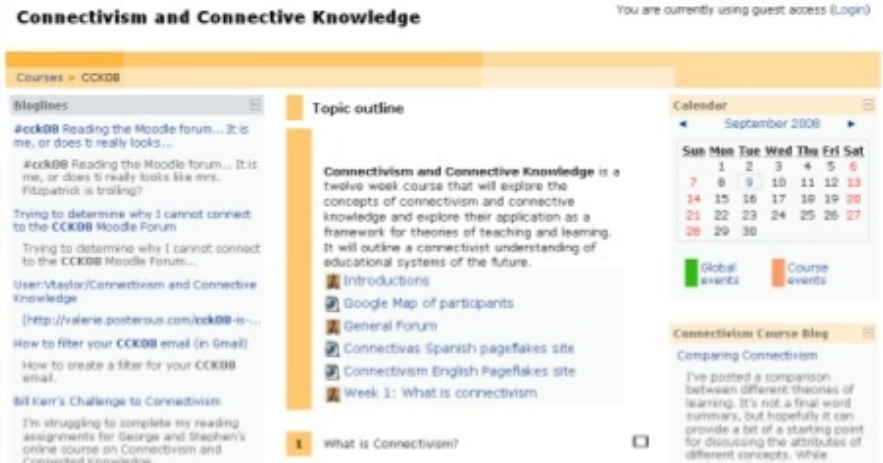 Connectivism and Connective Knowledge
You are currently using guest access (Login)
Courses ► CCK08
Bloglines
#cck08 Reading the Moodle forum... It is
me, or does ti really looks...
#cck08 Reading the Moodle forum... It is
me, or does ti really looks like mrs.
Fitzpatrick is trolling?
Trying to determine why I cannot connect
to the CCK08 Moodle Forum
Trying to determine why I cannot connect
to the CCK08 Moodle Forum...
User:Vtaylor/Connectivism and Connective
Knowledge
[http://valerie.posterous.com/cck08-is-...
How to filter your CCK08 email (in Gmail)
How to create a filter for your CCK08
email.
Bill Kerr's Challenge to Connectivism
I'm struggling to complete my reading
assignments for George and Stephen's
online course on Connectivism and
Connected Knowledge
Topic outline
Connectivism and Connective Knowledge is a
twelve week course that will explore the
concepts of connectivism and connective
knowledge and explore their application as a
framework for theories of teaching and learning.
It will outline a connectivist understanding of
educational systems of the future.
Introductions
Google Map of participants
General Forum
Connectivas Spanish pageflakes site
Connectivism English Pageflakes site
Week 1: What is connectivism
1 What is Connectivism?
Calendar
◄ September 2008 ►
Sun Mon Tue Wed Thu Fri Sat
1 2 3 4 5 6
7 8 9 10 11 12 13
14 15 16 17 18 19 20
21 22 23 24 25 26 27
28 29 30
Global events
Course events
Connectivism Course Blog
Comparing Connectivism
I've posted a comparison
between different theories of
learning. It's not a final word
summary, but hopefully it can
provide a bit of a starting point
for discussing the attributes of
different concepts. While